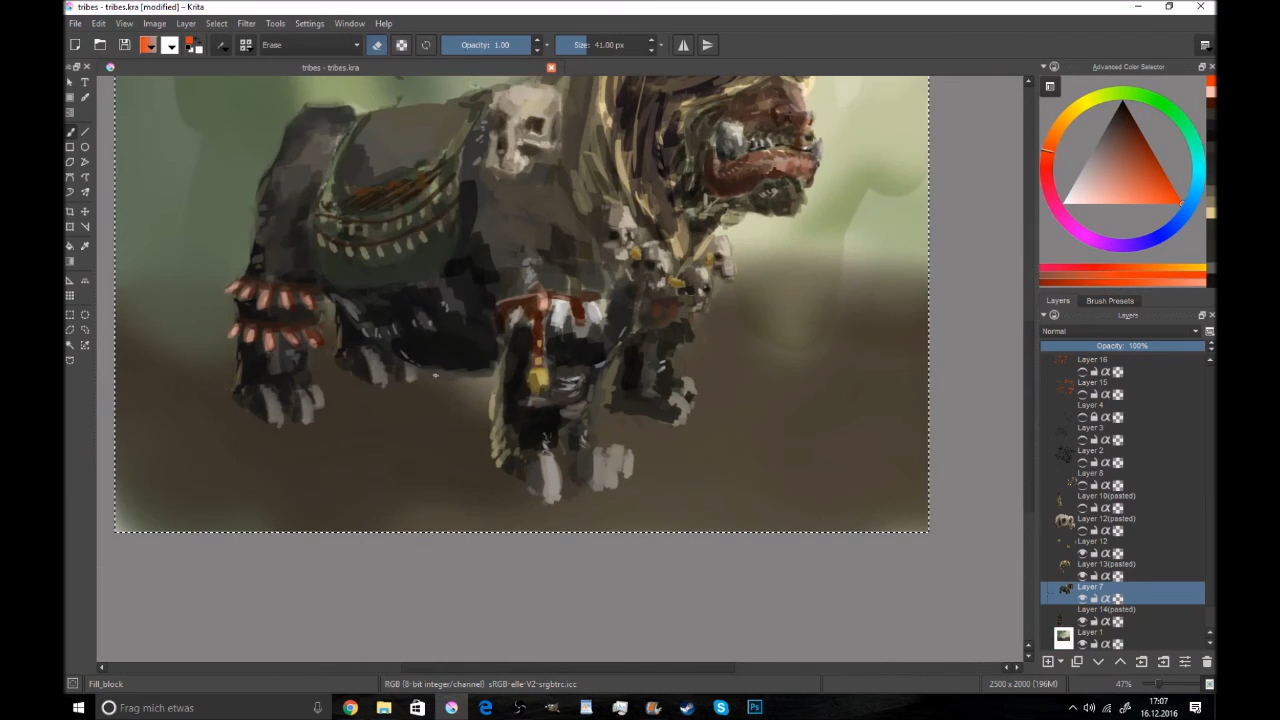 tribes - tribes.kra [modified] – Krita
File Edit View Image Layer Select Filter Tools Settings Window Help
Erase Opacity: 1.00 Size: 41.00 px
tribes - tribes.kra
Advanced Color Selector
Layers Brush Presets
Layers
Normal
Opacity: 100%
Layer 16
Layer 15
Layer 4
Layer 3
Layer 2
Layer 8
Layer 10(pasted)
Layer 12(pasted)
Layer 12
Layer 13(pasted)
Layer 7
Layer 14(pasted)
Layer 1
Fill_block RGB (8-bit integer/channel) sRGB-elle-V2-srgbtrc.icc 2500 x 2000 (196M) 47%
Frag mich etwas
Ps
17:07
16.12.2016